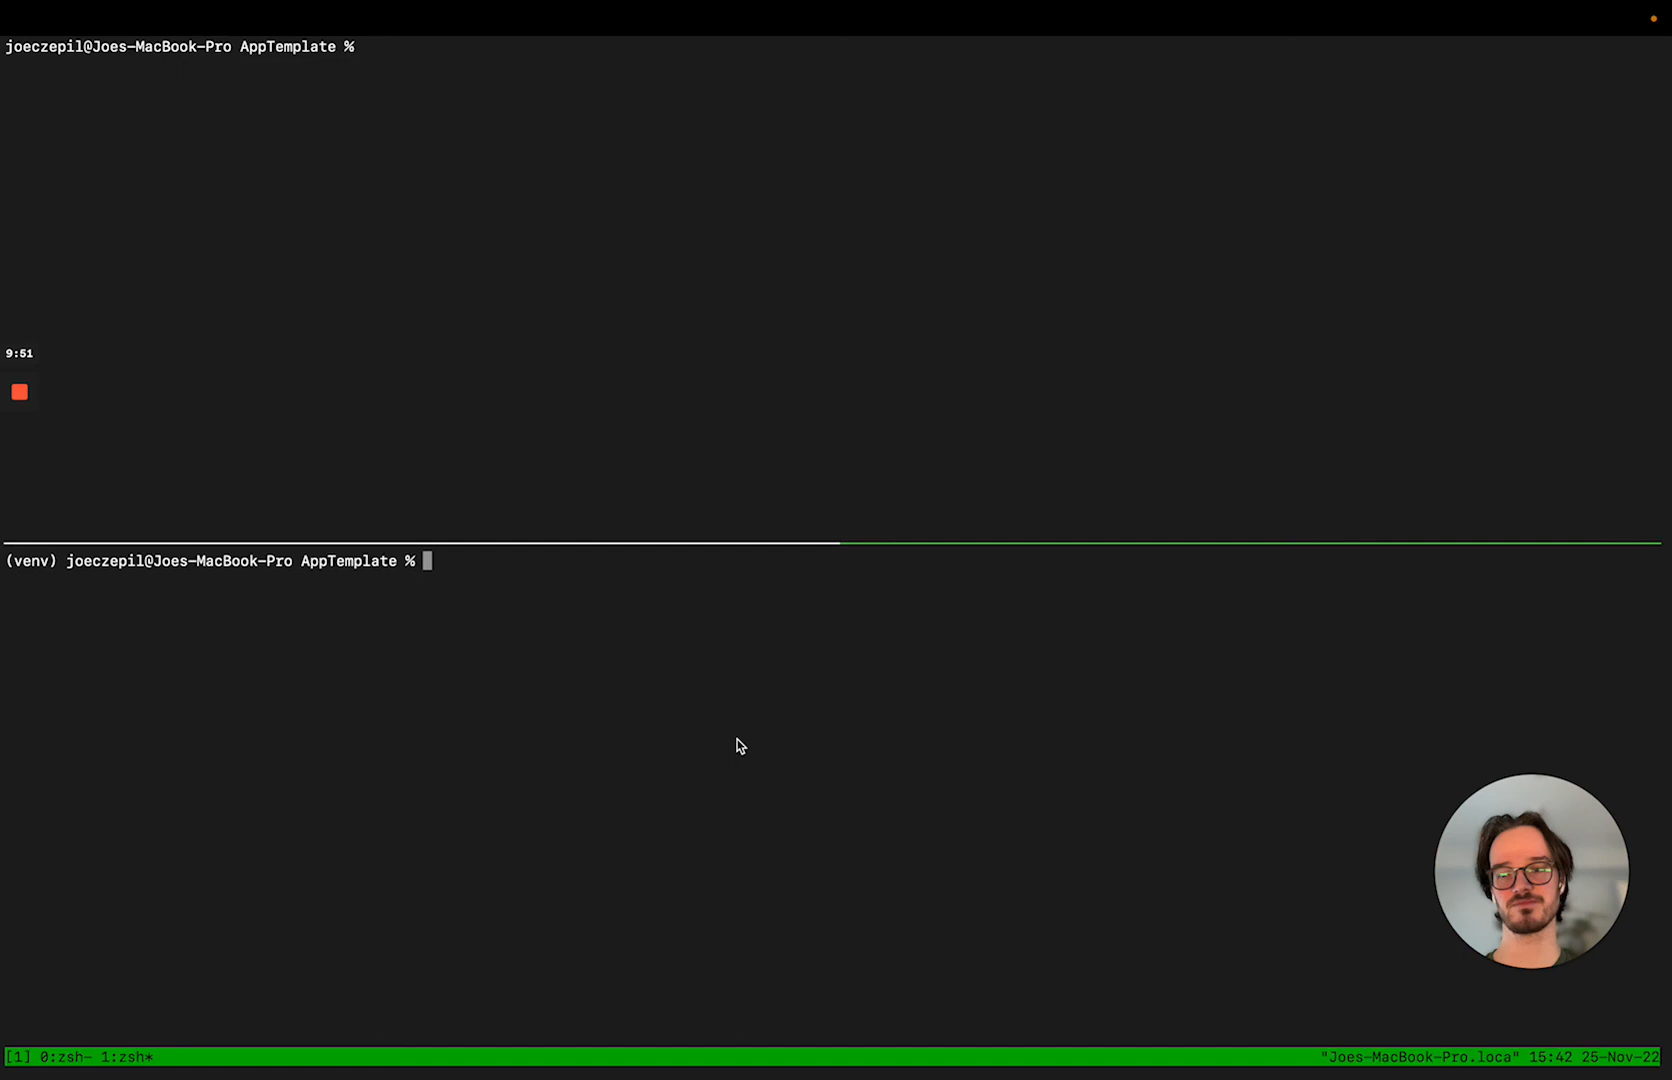 joeczepil@Joes-MacBook-Pro AppTemplate %
9:51
(venv) joeczepil@Joes-MacBook-Pro AppTemplate %
[1] 0:zsh- 1:zsh* "Joes-MacBook-Pro.loca" 15:42 25-Nov-22